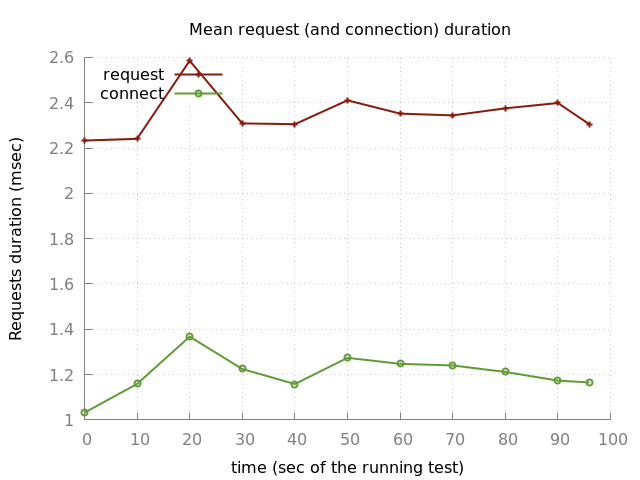 Mean request (and connection) duration
2.6
2.4
2.2
2
1.8
1.6
1.4
1.2
1
request
connect
Requests duration (msec)
0 10 20 30 40 50 60 70 80 90 100
time (sec of the running test)